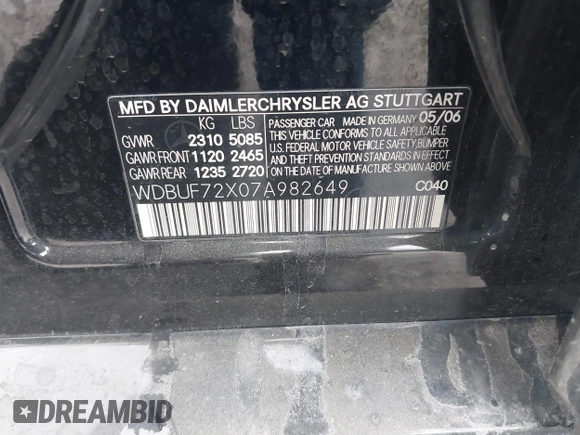 MFD BY DAIMLERCHRYSLER AG STUTTGART
KG LBS
GVWR 2310 5085
GAWR FRONT 1120 2465
GAWR REAR 1235 2720
PASSENGER CAR MADE IN GERMANY 05/06
THIS VEHICLE CONFORMS TO ALL APPLICABLE
U.S. FEDERAL MOTOR VEHICLE SAFETY, BUMPER
AND THEFT PREVENTION STANDARDS IN EFFECT
ON THE DATE OF MANUFACTURE SHOWN ABOVE.
WDBUF72X07A982649
C040
DREAMBID